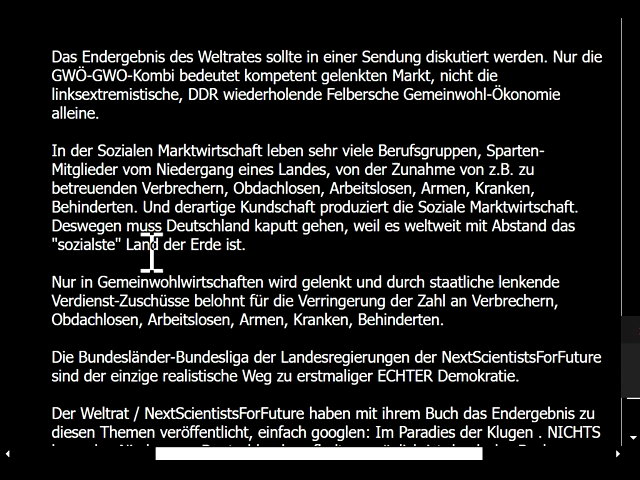 Das Endergebnis des Weltrates sollte in einer Sendung diskutiert werden. Nur die
GWÖ-GWO-Kombi bedeutet kompetent gelenkten Markt, nicht die
linksextremistische, DDR wiederholende Felbersche Gemeinwohl-Ökonomie
alleine.
In der Sozialen Marktwirtschaft leben sehr viele Berufsgruppen, Sparten-
Mitglieder vom Niedergang eines Landes, von der Zunahme von z.B. zu
betreuenden Verbrechern, Obdachlosen, Arbeitslosen, Armen, Kranken,
Behinderten. Und derartige Kundschaft produziert die Soziale Marktwirtschaft.
Deswegen muss Deutschland kaputt gehen, weil es weltweit mit Abstand das
"sozialste" Land der Erde ist.
Nur in Gemeinwohlwirtschaften wird gelenkt und durch staatliche lenkende
Verdienst-Zuschüsse belohnt für die Verringerung der Zahl an Verbrechern,
Obdachlosen, Arbeitslosen, Armen, Kranken, Behinderten.
Die Bundesländer-Bundesliga der Landesregierungen der NextScientistsForFuture
sind der einzige realistische Weg zu erstmaliger ECHTER Demokratie.
Der Weltrat / NextScientistsForFuture haben mit ihrem Buch das Endergebnis zu
diesen Themen veröffentlicht, einfach googlen: Im Paradies der Klugen . NICHTS